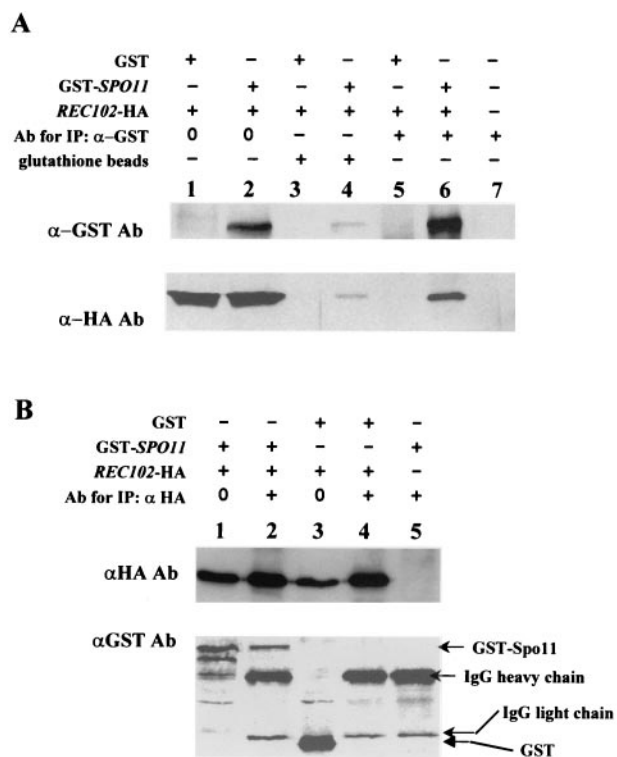 A
GST + – + – + – –
GST-SPO11 – + – + – + –
REC102-HA + + + + + + –
Ab for IP: α–GST 0 0 – – + + +
glutathione beads – – + + – – –
1 2 3 4 5 6 7
α–GST Ab
α–HA Ab
B
GST – – + + –
GST-SPO11 + + – – +
REC102-HA + + + + –
Ab for IP: α HA 0 + 0 + +
1 2 3 4 5
αHA Ab
αGST Ab
GST-Spo11
IgG heavy chain
IgG light chain
GST